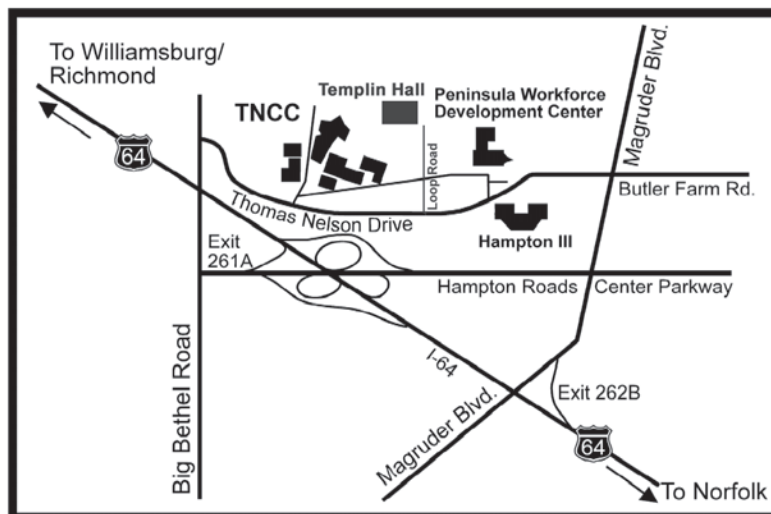 To Williamsburg/
Richmond
64
TNCC
Templin Hall
Peninsula Workforce
Development Center
Magruder Blvd.
Loop Road
Butler Farm Rd.
Thomas Nelson Drive
Hampton III
Exit
261A
Hampton Roads Center Parkway
I-64
Big Bethel Road
Magruder Blvd.
Exit 262B
64
To Norfolk